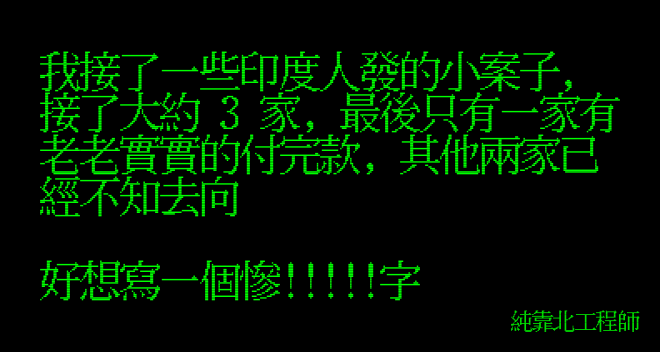 我接了一些印度人發的小案子,
接了大約 3 家, 最後只有一家有
老老實實的付完款, 其他兩家已
經不知去向
好想寫一個慘!!!!!字
純靠北工程師